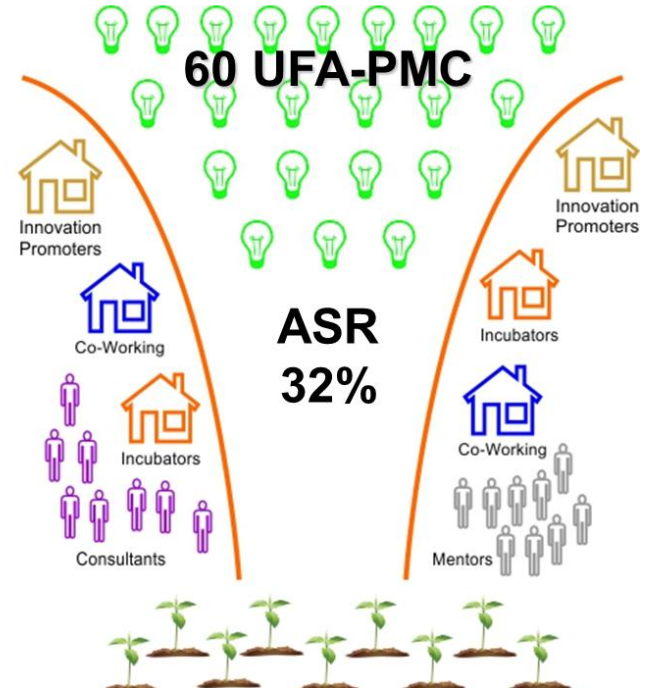 60 UFA-PMC
Innovation
Promoters
Innovation
Promoters
Co-Working
Incubators
ASR
32%
Incubators
Co-Working
Consultants
Mentors